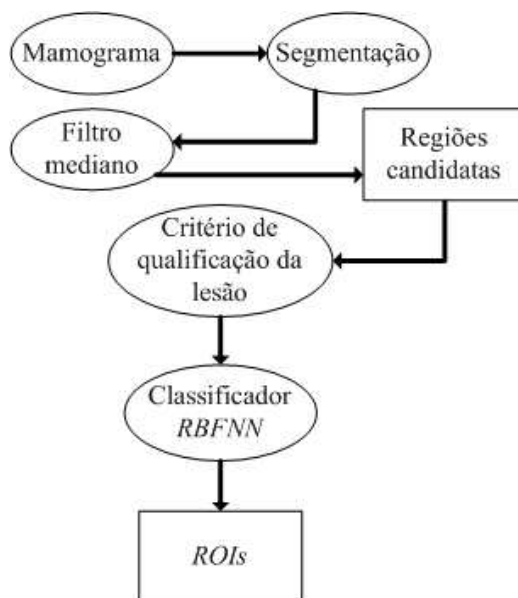 Mamograma
Segmentação
Filtro
mediano
Regiões
candidatas
Critério de
qualificação da
lesão
Classificador
RBFNN
ROIs